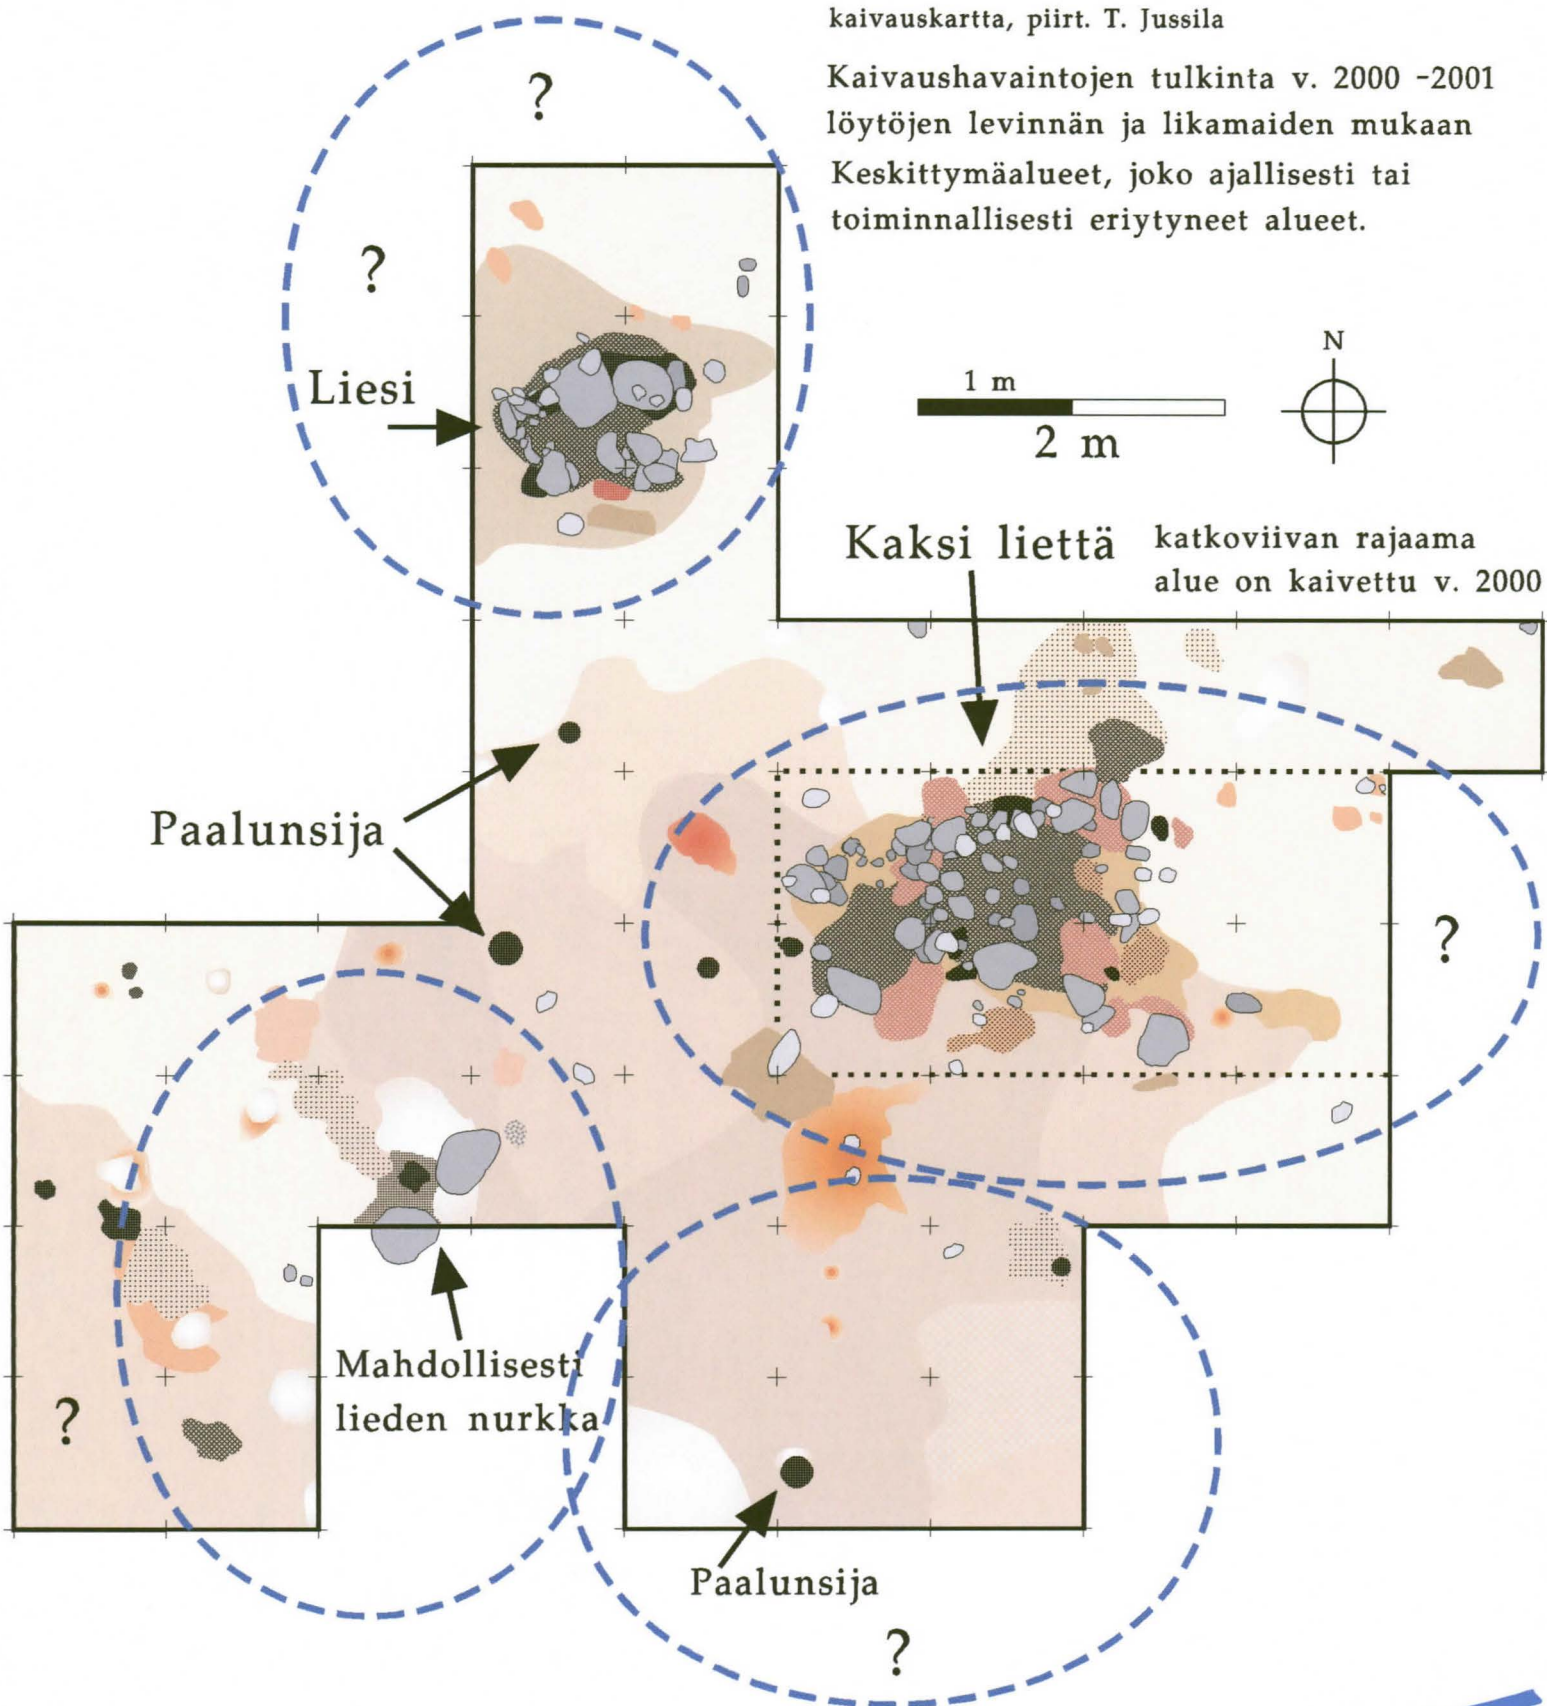 kaivauskartta, piirt. T. Jussila
Kaivaushavaintojen tulkinta v. 2000 -2001
löytöjen levinnän ja likamaiden mukaan
Keskittymäalueet, joko ajallisesti tai
toiminnallisesti eriytyneet alueet.
?
?
Liesi
1 m
2 m
N
Kaksi liettä
katkoviivan rajaama
alue on kaivettu v. 2000
Paalunsija
?
Mahdollisesti
lieden nurkka
?
Paalunsija
?